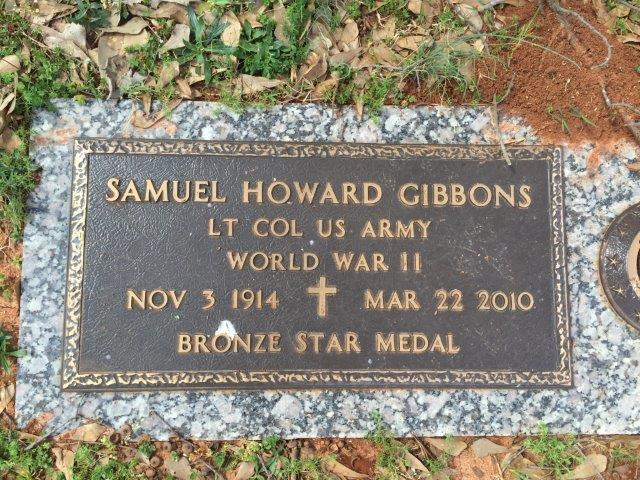 SAMUEL HOWARD GIBBONS
LT COL US ARMY
WORLD WAR II
NOV 3 1914 MAR 22 2010
BRONZE STAR MEDAL